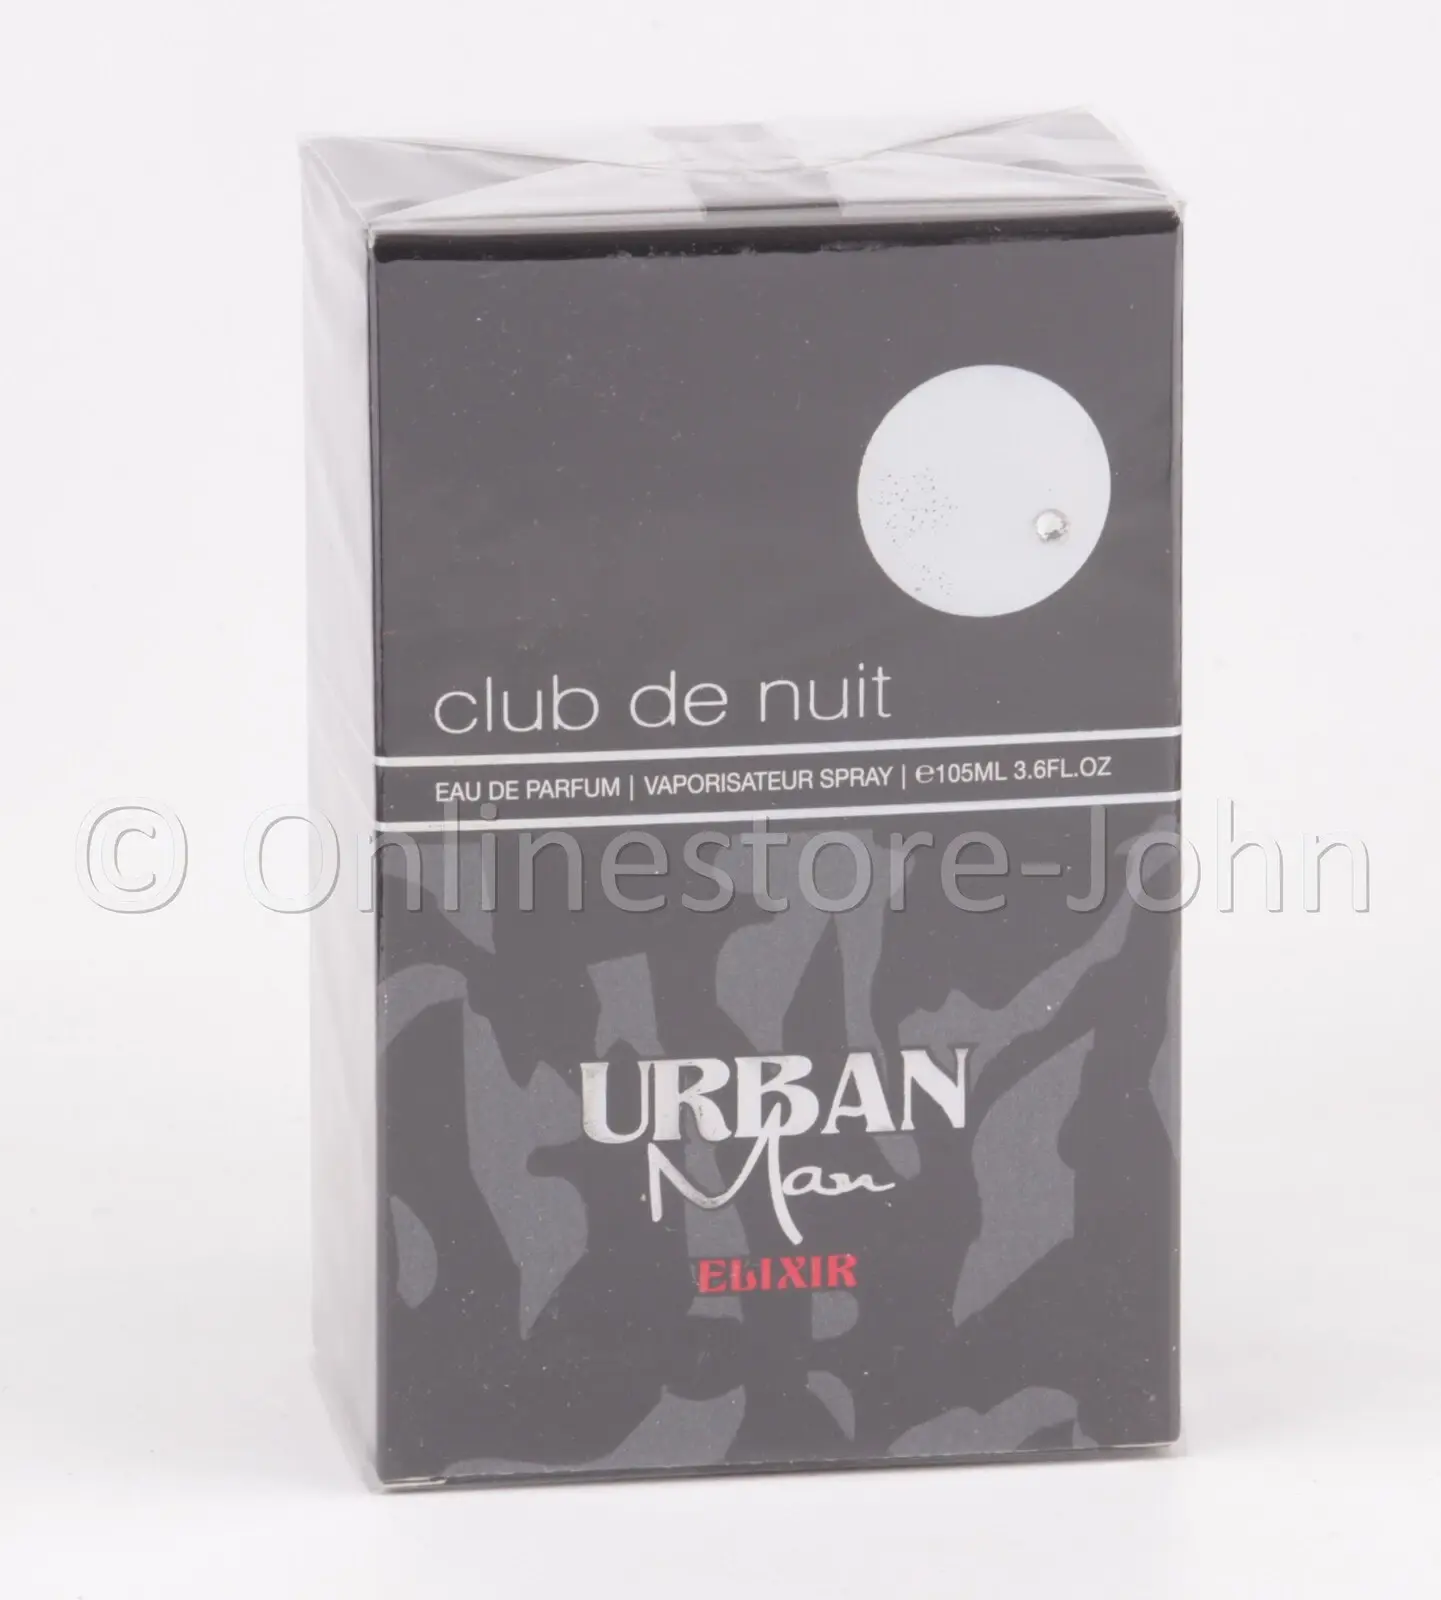 club de nuit
EAU DE PARFUM | VAPORISATEUR SPRAY | ℮105ML 3.6FL.OZ
© Onlinestore-John
URBAN
Man
ELIXIR